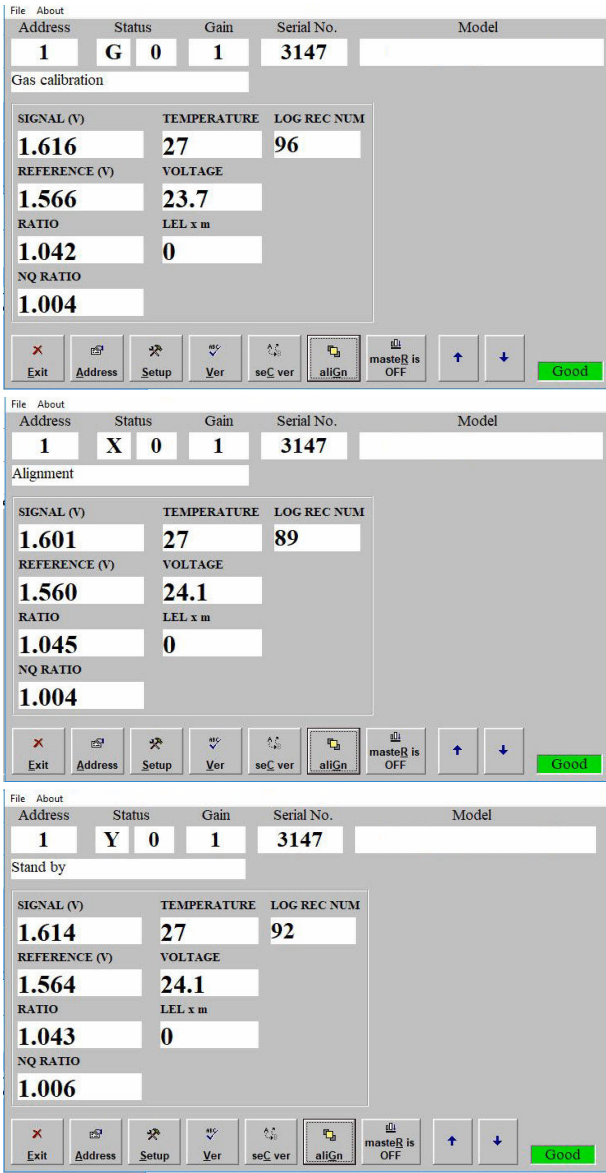 File About
Address Status Gain Serial No. Model
1 G 0 1 3147
Gas calibration
SIGNAL (V) TEMPERATURE LOG REC NUM
1.616 27 96
REFERENCE (V) VOLTAGE
1.566 23.7
RATIO LEL x m
1.042 0
NQ RATIO
1.004
Exit Address Setup Ver seC ver aliGn masteR is OFF Good
File About
Address Status Gain Serial No. Model
1 X 0 1 3147
Alignment
SIGNAL (V) TEMPERATURE LOG REC NUM
1.601 27 89
REFERENCE (V) VOLTAGE
1.560 24.1
RATIO LEL x m
1.045 0
NQ RATIO
1.004
Exit Address Setup Ver seC ver aliGn masteR is OFF Good
File About
Address Status Gain Serial No. Model
1 Y 0 1 3147
Stand by
SIGNAL (V) TEMPERATURE LOG REC NUM
1.614 27 92
REFERENCE (V) VOLTAGE
1.564 24.1
RATIO LEL x m
1.043 0
NQ RATIO
1.006
Exit Address Setup Ver seC ver aliGn masteR is OFF Good